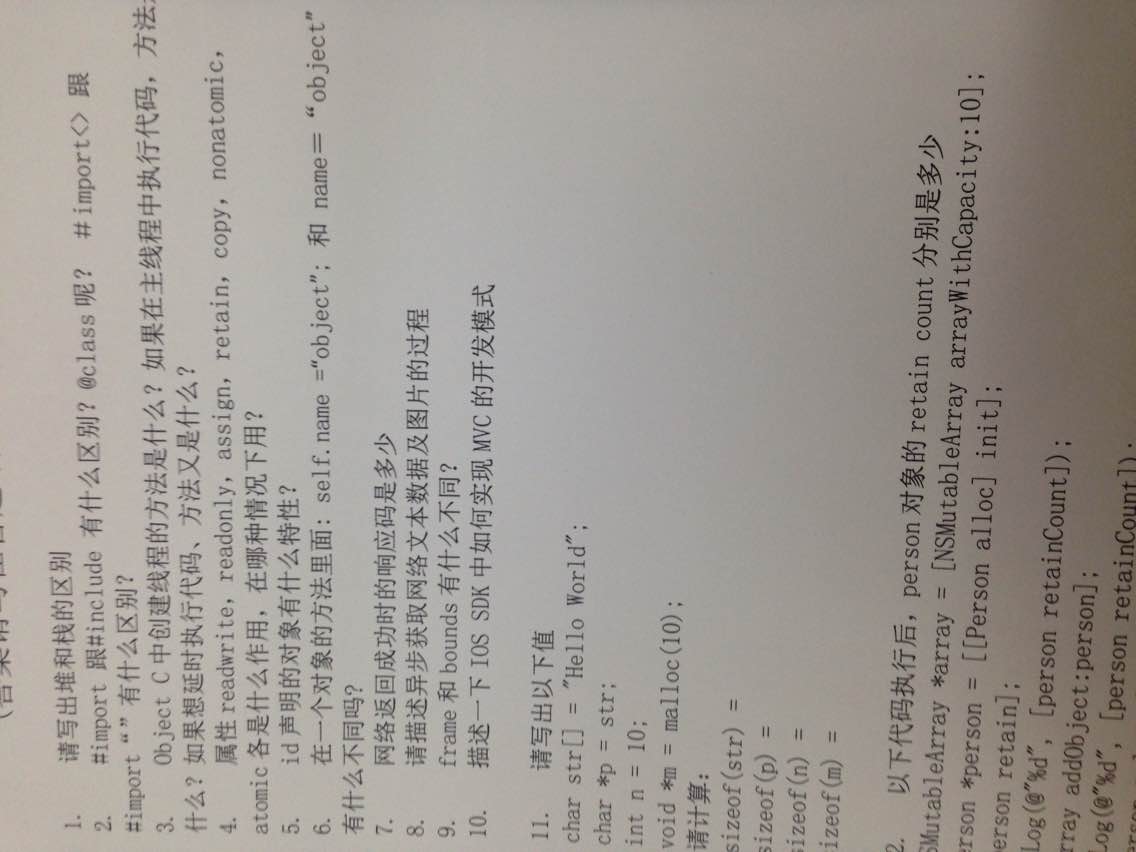 1. 请写出堆和栈的区别
2. #import 跟#include 有什么区别？@class 呢？ ＃import<> 跟
#import“”有什么区别？
3. Object C 中创建线程的方法是什么？如果在主线程中执行代码，方法
什么？如果想延时执行代码、方法又是什么？
4. 属性 readwrite，readonly，assign，retain，copy，nonatomic，
atomic 各是什么作用，在哪种情况下用？
5. id 声明的对象有什么特性？
6. 在一个对象的方法里面：self.name =“object”；和 name＝“object”
有什么不同吗?
7. 网络返回成功时的响应码是多少
8. 请描述异步获取网络文本数据及图片的过程
9. frame 和 bounds 有什么不同？
10. 描述一下 IOS SDK 中如何实现 MVC 的开发模式
11. 请写出以下值
char str[] = "Hello World";
char *p = str;
int n = 10;
void *m = malloc(10);
请计算：
sizeof(str) =
sizeof(p) =
sizeof(n) =
izeof(m) =
2. 以下代码执行后，person 对象的 retain count 分别是多少
SMutableArray *array = [NSMutableArray arrayWithCapacity:10];
erson *person = [[Person alloc] init];
erson retain];
Log(@"%d", [person retainCount]);
rray addObject:person];
Log(@"%d", [person retainCount]);